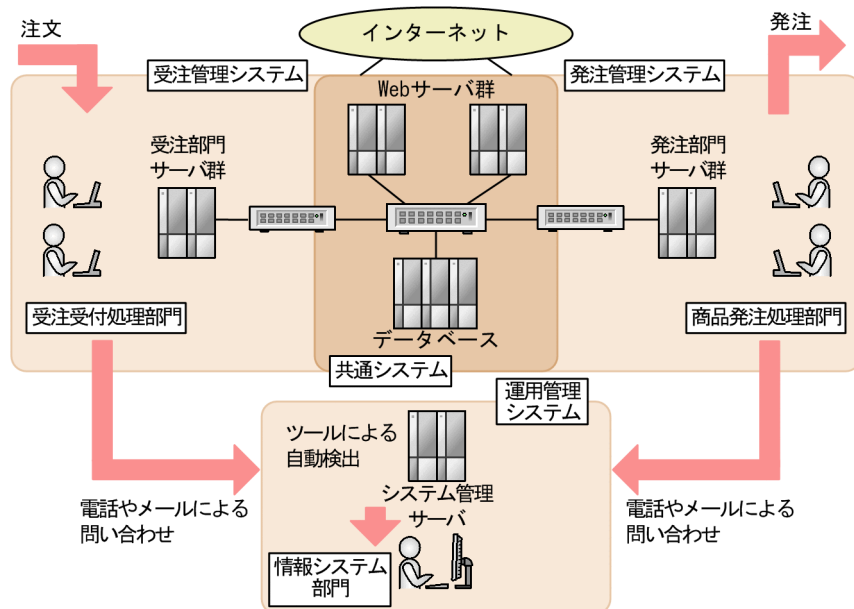 注文
インターネット
発注
受注管理システム
発注管理システム
Webサーバ群
受注部門
サーバ群
発注部門
サーバ群
受注受付処理部門
データベース
商品発注処理部門
共通システム
運用管理
システム
ツールによる
自動検出
システム管理
サーバ
電話やメールによる
問い合わせ
電話やメールによる
問い合わせ
情報システム
部門